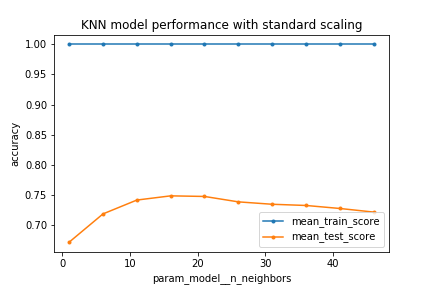 KNN model performance with standard scaling
1.00
0.95
0.90
0.85
0.80
0.75
0.70
accuracy
mean_train_score
mean_test_score
0
10
20
30
40
param_model__n_neighbors